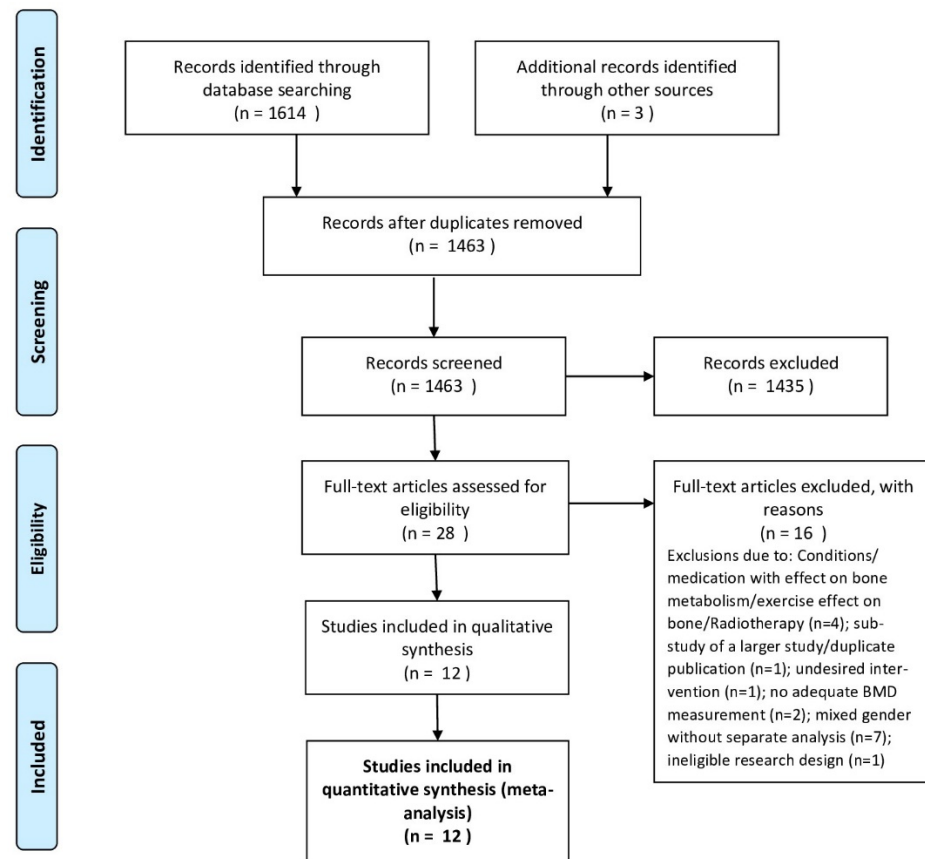 Identification
Records identified through
database searching
(n = 1614  )
Additional records identified
through other sources
(n = 3  )
Records after duplicates removed
(n =  1463  )
Screening
Records screened
(n = 1463  )
Records excluded
(n =  1435  )
Eligibility
Full-text articles assessed for
eligibility
(n = 28  )
Full-text articles excluded, with
reasons
(n = 16  )
Exclusions due to: Conditions/
medication with effect on bone
metabolism/exercise effect on
bone/Radiotherapy (n=4); sub-
study of a larger study/duplicate
publication (n=1); undesired inter-
vention (n=1); no adequate BMD
measurement (n=2); mixed gender
without separate analysis (n=7);
ineligible research design (n=1)
Studies included in qualitative
synthesis
(n =  12  )
Included
Studies included in
quantitative synthesis (meta-
analysis)
(n =  12 )